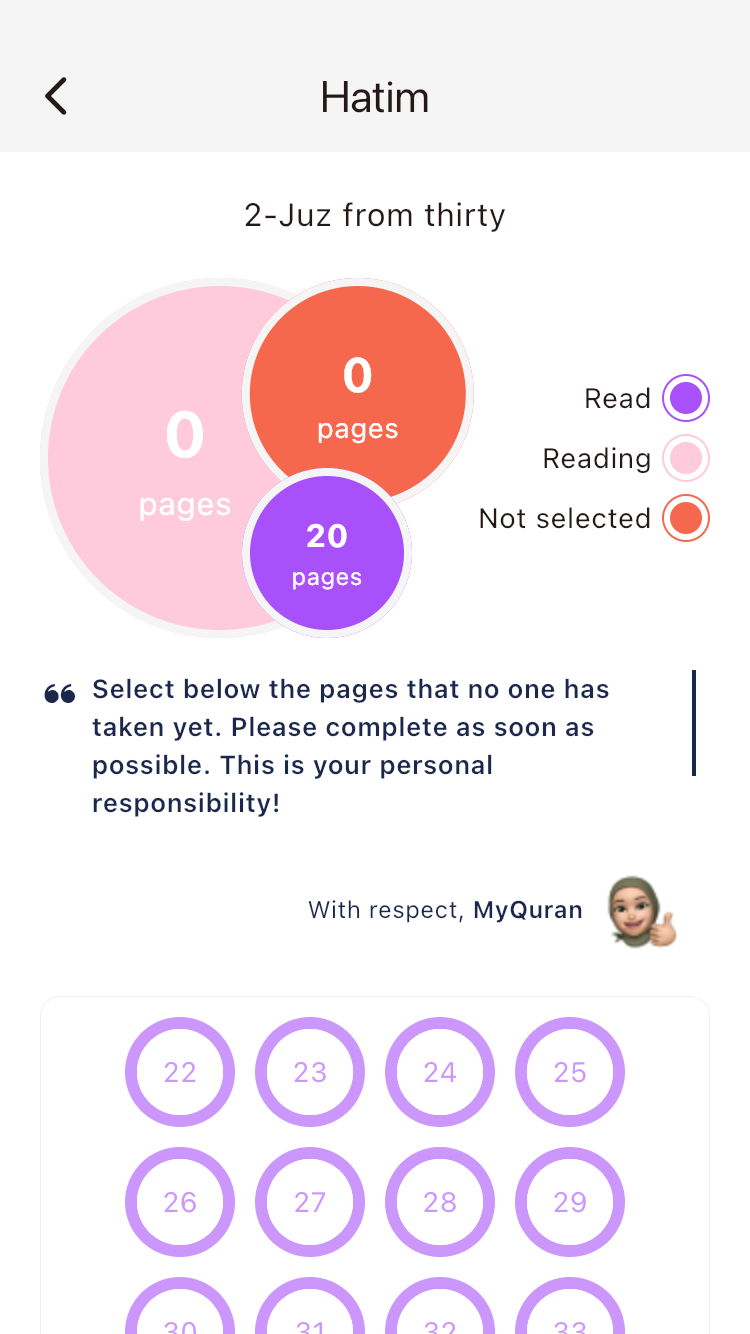 Hatim
2-Juz from thirty
0
pages
0
pages
20
pages
Read
Reading
Not selected
Select below the pages that no one has
taken yet. Please complete as soon as
possible. This is your personal
responsibility!
With respect, MyQuran
22 23 24 25
26 27 28 29
30 31 32 33